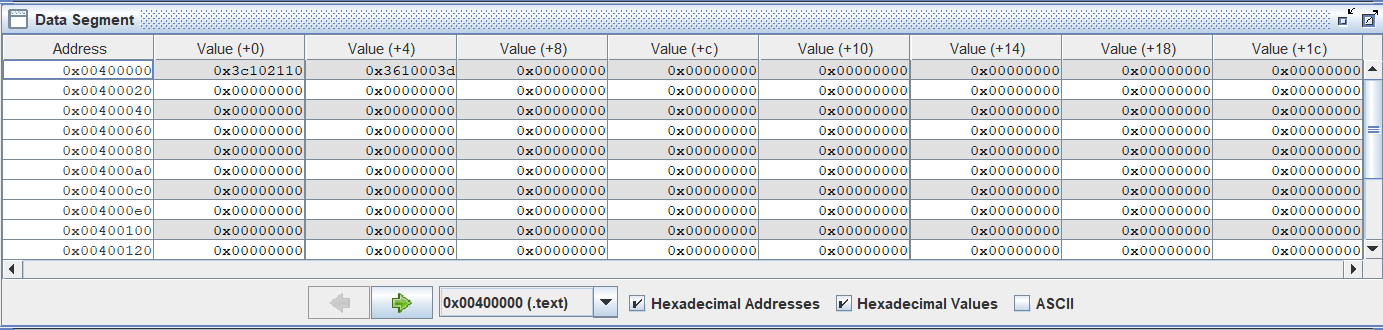 Data Segment
Address Value (+0) Value (+4) Value (+8) Value (+c) Value (+10) Value (+14) Value (+18) Value (+1c)
0x00400000 0x3c102110 0x3610003d 0x00000000 0x00000000 0x00000000 0x00000000 0x00000000 0x00000000
0x00400020 0x00000000 0x00000000 0x00000000 0x00000000 0x00000000 0x00000000 0x00000000 0x00000000
0x00400040 0x00000000 0x00000000 0x00000000 0x00000000 0x00000000 0x00000000 0x00000000 0x00000000
0x00400060 0x00000000 0x00000000 0x00000000 0x00000000 0x00000000 0x00000000 0x00000000 0x00000000
0x00400080 0x00000000 0x00000000 0x00000000 0x00000000 0x00000000 0x00000000 0x00000000 0x00000000
0x004000a0 0x00000000 0x00000000 0x00000000 0x00000000 0x00000000 0x00000000 0x00000000 0x00000000
0x004000c0 0x00000000 0x00000000 0x00000000 0x00000000 0x00000000 0x00000000 0x00000000 0x00000000
0x004000e0 0x00000000 0x00000000 0x00000000 0x00000000 0x00000000 0x00000000 0x00000000 0x00000000
0x00400100 0x00000000 0x00000000 0x00000000 0x00000000 0x00000000 0x00000000 0x00000000 0x00000000
0x00400120 0x00000000 0x00000000 0x00000000 0x00000000 0x00000000 0x00000000 0x00000000 0x00000000
0x00400000 (.text) Hexadecimal Addresses Hexadecimal Values ASCII